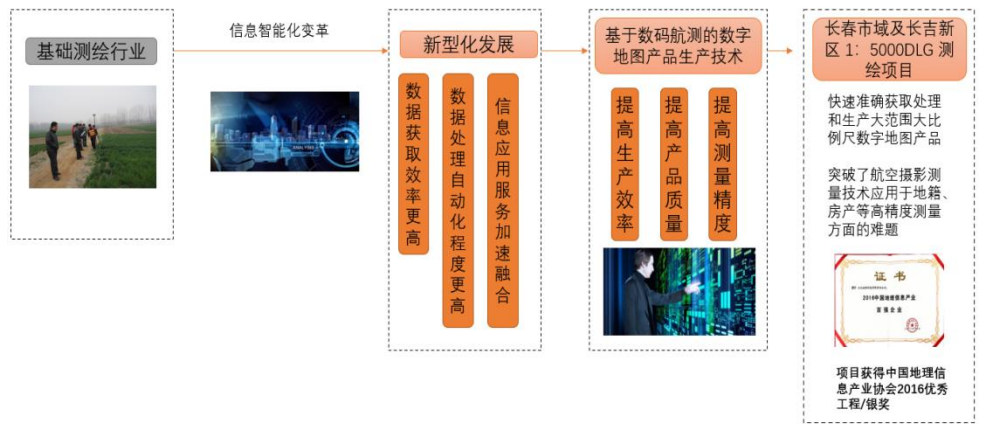 基础测绘行业
信息智能化变革
新型化发展
数据获取效率更高
数据处理自动化程度更高
信息应用服务加速融合
基于数码航测的数字
地图产品生产技术
提高生产效率
提高产品质量
提高测量精度
长春市域及长吉新
区 1：5000DLG 测
绘项目
快速准确获取处理
和生产大范围大比
例尺数字地图产品
突破了航空摄影测
量技术应用于地籍、
房产等高精度测量
方面的难题
证书
2016中国地理信息产业
百强企业
项目获得中国地理信
息产业协会2016优秀
工程/银奖